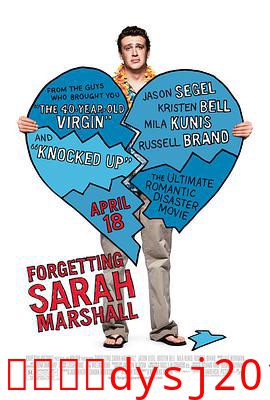 FROM THE GUYS
WHO BROUGHT YOU
"THE 40-YEAR-OLD
VIRGIN"
AND
"KNOCKED UP"
JASON SEGEL
KRISTEN BELL
MILA KUNIS
RUSSELL BRAND
THE ULTIMATE
ROMANTIC
DISASTER
MOVIE
APRIL
18
FORGETTING
SARAH
MARSHALL
dysj20